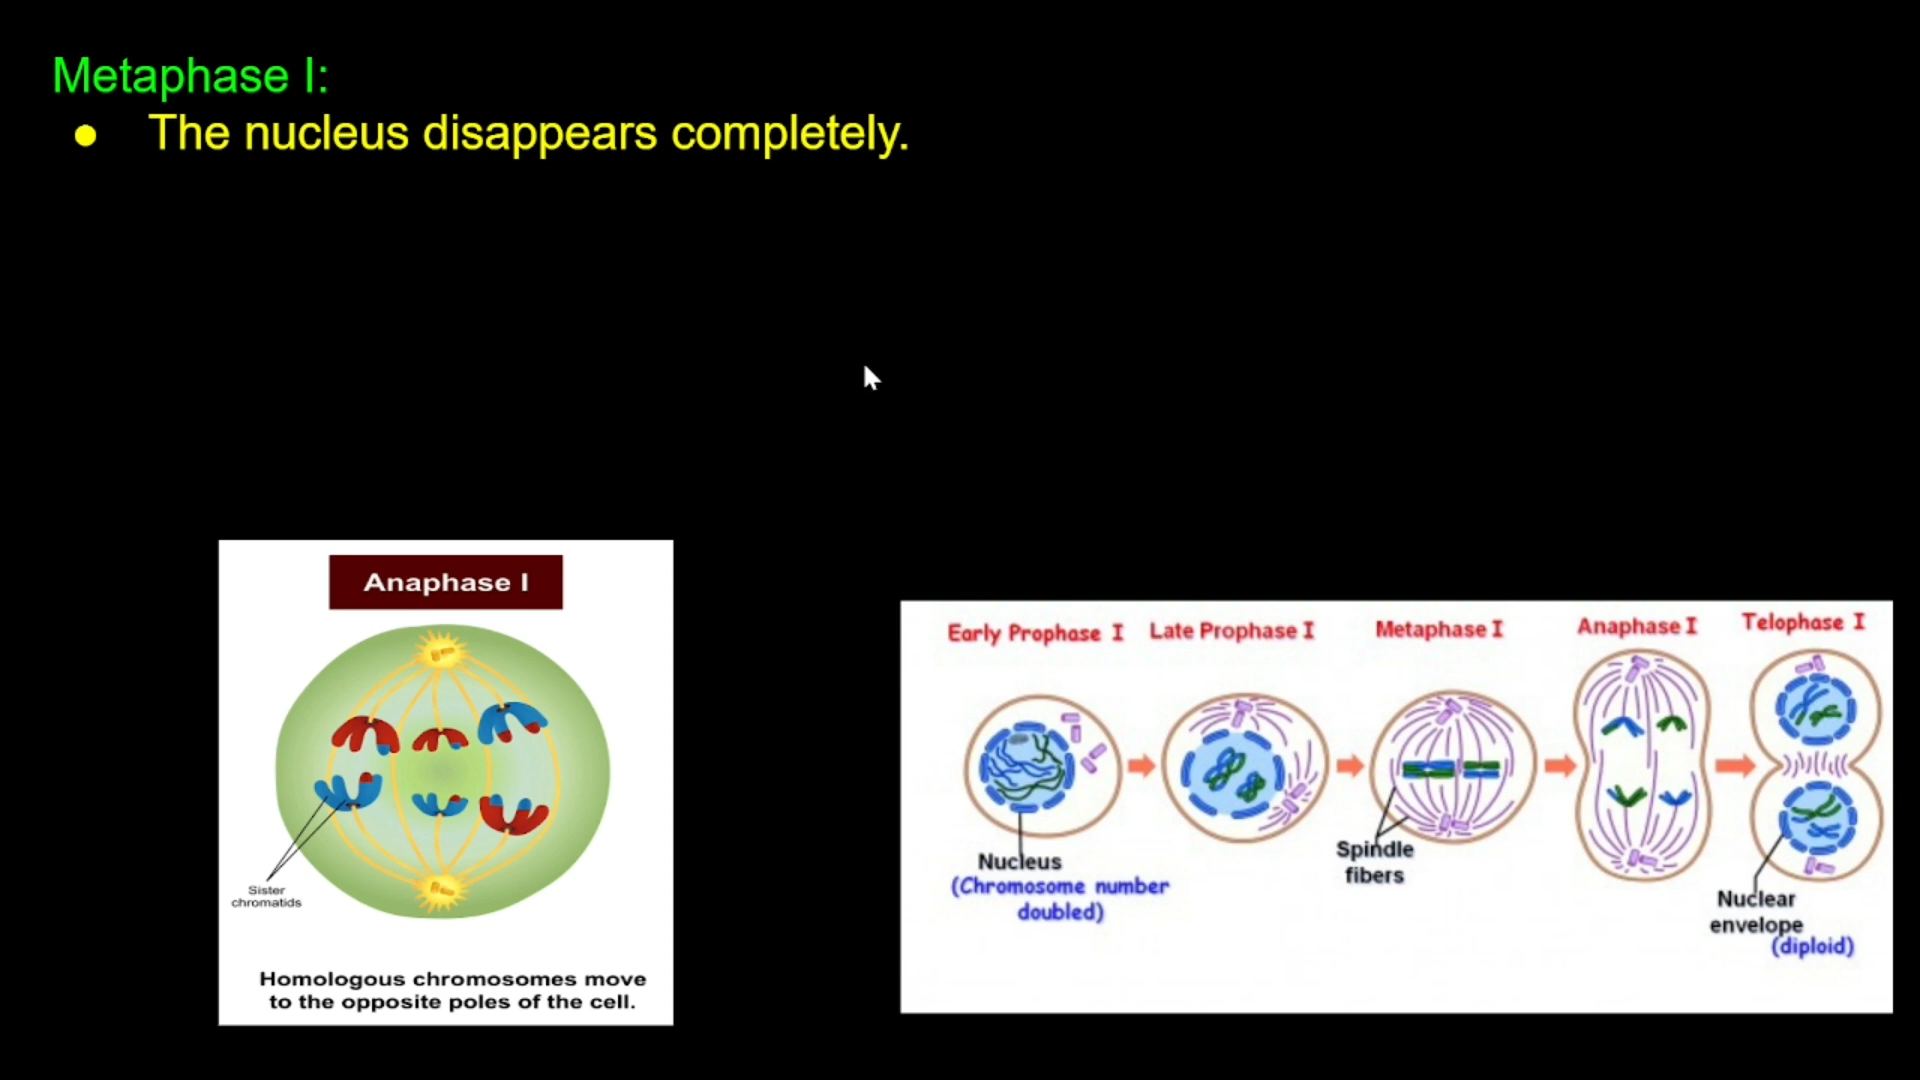 Metaphase I:
● The nucleus disappears completely.
Anaphase I
Sister
chromatids
Homologous chromosomes move
to the opposite poles of the cell.
Early Prophase I
Late Prophase I
Metaphase I
Anaphase I
Telophase I
Nucleus
(Chromosome number
doubled)
Spindle
fibers
Nuclear
envelope
(diploid)